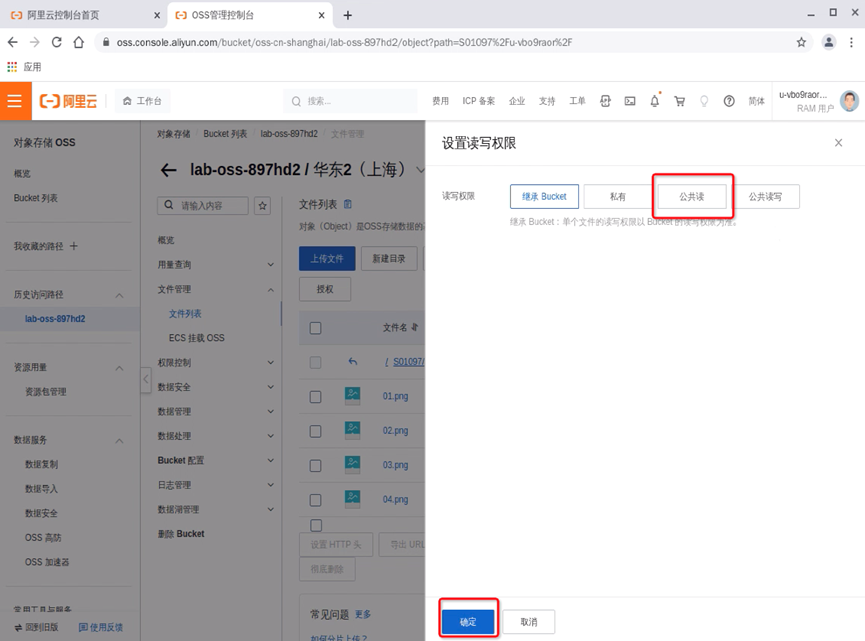 阿里云控制台首页
OSS管理控制台
oss.console.aliyun.com/bucket/oss-cn-shanghai/lab-oss-897hd2/object?path=S01097%2Fu-vbo9raor%2F
应用
阿里云
工作台
搜索...
费用 ICP 备案 企业 支持 工单 简体
u-vbo9raor...
RAM 用户
对象存储 OSS
概览
Bucket 列表
我收藏的路径
历史访问路径
lab-oss-897hd2
资源用量
资源包管理
数据服务
数据复制
数据导入
数据安全
OSS 高防
OSS 加速器
常用工具与服务
回到旧版 使用反馈
对象存储 Bucket 列表 lab-oss-897hd2 文件管理
lab-oss-897hd2 / 华东2（上海）
请输入内容
概览
用量查询
文件管理
文件列表
ECS 挂载 OSS
权限控制
数据安全
数据管理
数据处理
Bucket 配置
日志管理
数据湖管理
删除 Bucket
文件列表
对象（Object）是OSS存储数据的
上传文件 新建目录
授权
文件名
/ S01097/
01.png
02.png
03.png
04.png
设置 HTTP 头 导出 URL
彻底删除
常见问题 更多
如何分片上传？
设置读写权限
读写权限
继承 Bucket 私有 公共读 公共读写
继承 Bucket：单个文件的读写权限以 Bucket 的读写权限为准。
确定 取消